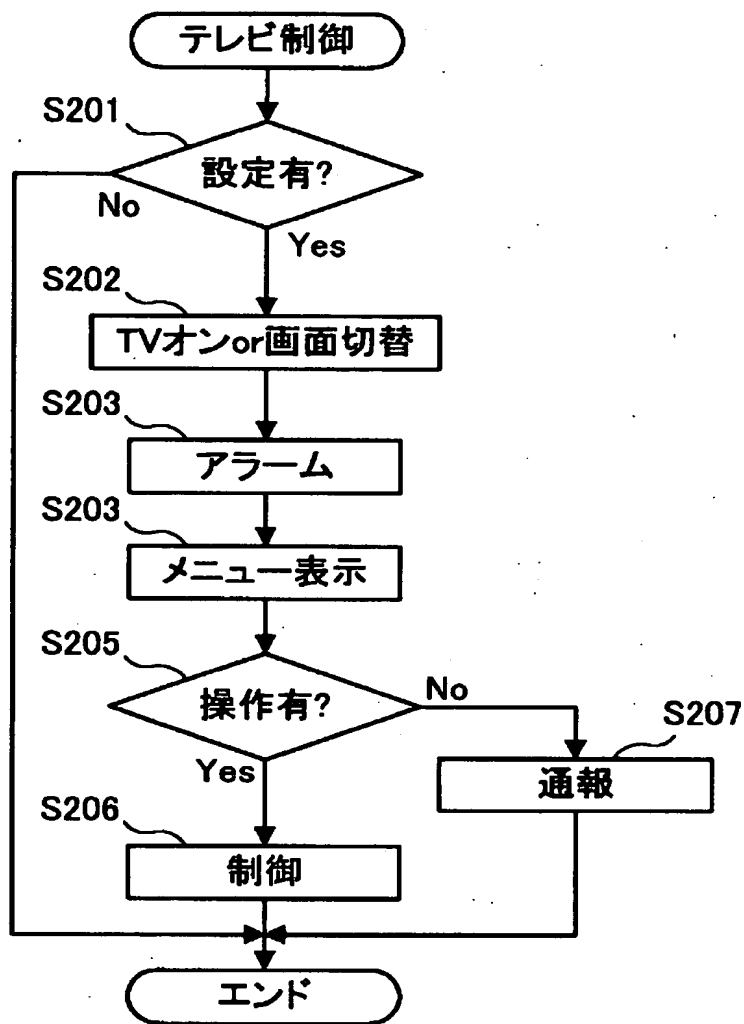 テレビ制御
S201
設定有?
No
Yes
S202
TVオンor画面切替
S203
アラーム
S203
メニュー表示
S205
操作有?
No
Yes
S207
通報
S206
制御
エンド